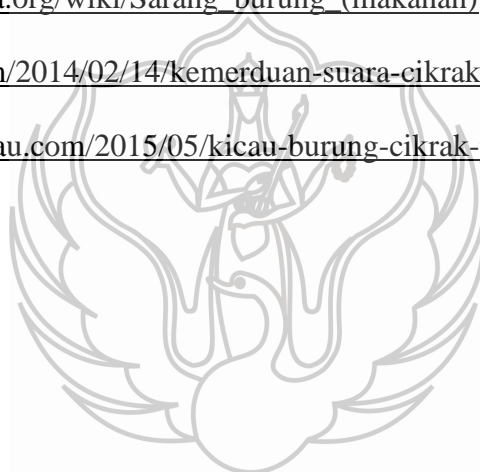 a.org/wiki/Sarang_burung_(makanan)
n/2014/02/14/kemerduan-suara-cikrak
au.com/2015/05/kicau-burung-cikrak-